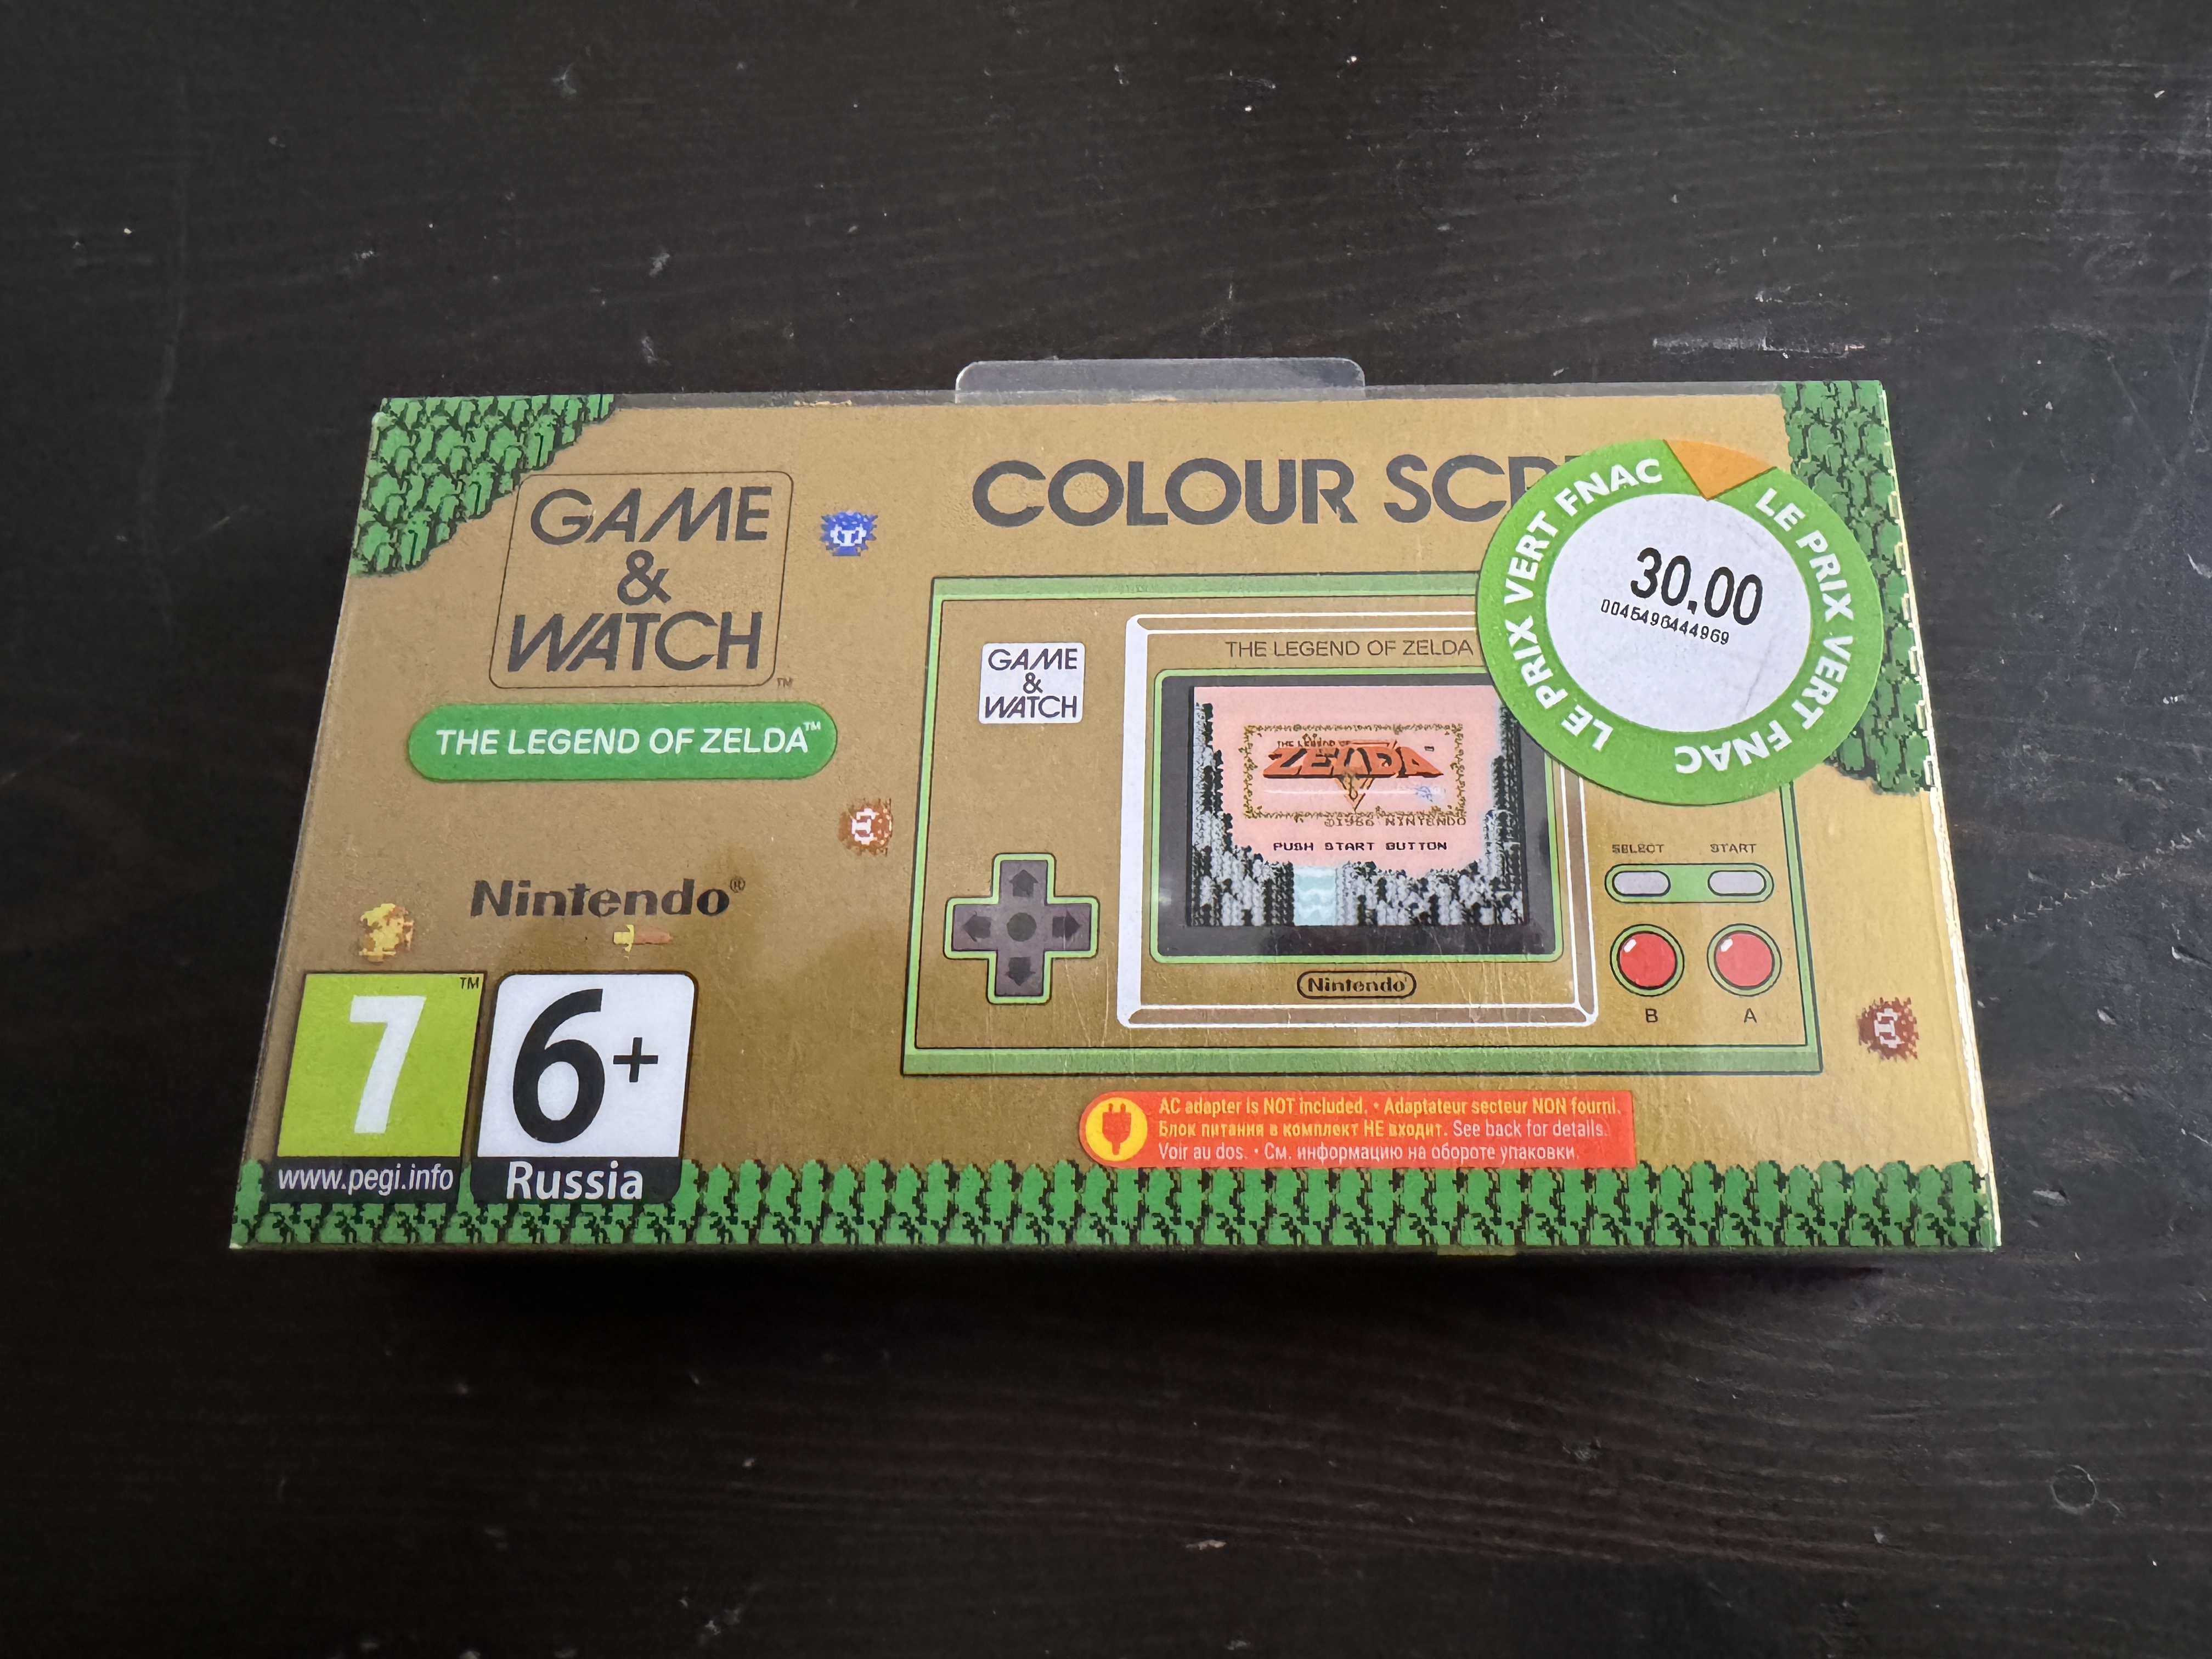 GAME
&
WATCH
TM
THE LEGEND OF ZELDA™
Nintendo®
7
TM
www.pegi.info
6+
Russia
COLOUR
LE PRIX VERT FNAC
LE PRIX VERT FNAC
30,00
0045496444969
GAME
&
WATCH
THE LEGEND OF ZELDA
THE LEGEND OF
ZELDA
©1986 NINTENDO
PUSH START BUTTON
Nintendo
SELECT START
B A
AC adapter is NOT included. • Adaptateur secteur NON fourni.
Блок питания в комплект НЕ входит. See back for details.
Voir au dos. • См. информацию на обороте упаковки.